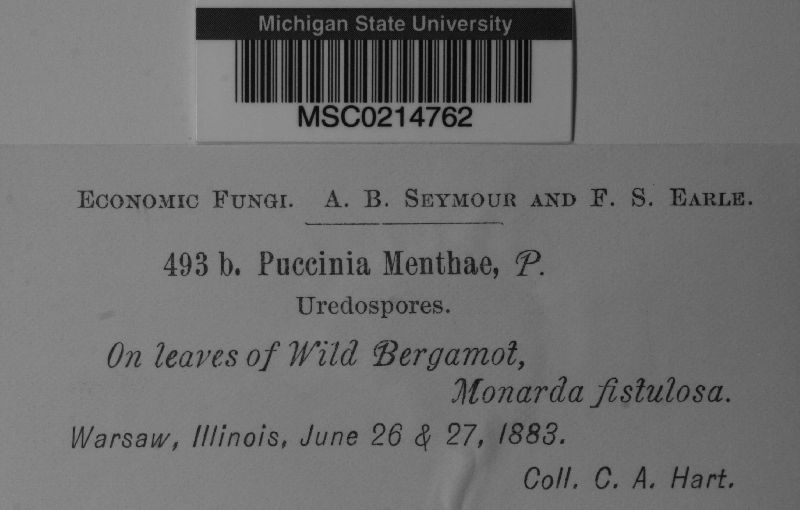 Michigan State University
MSC0214762
Economic Fungi. A. B. Seymour and F. S. Earle.
493 b. Puccinia Menthae, P.
Uredospores.
On leaves of Wild Bergamot,
Monarda fistulosa.
Warsaw, Illinois, June 26 & 27, 1883.
Coll. C. A. Hart.